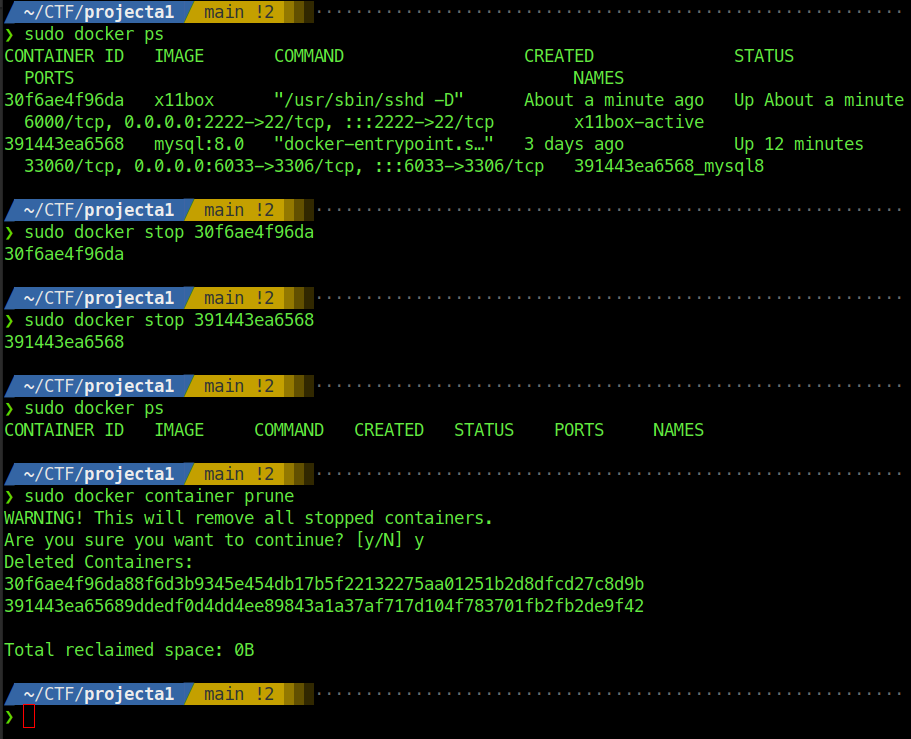 ~/CTF/projecta1 main !2
❯ sudo docker ps
CONTAINER ID   IMAGE       COMMAND                  CREATED              STATUS
  PORTS                                                  NAMES
30f6ae4f96da   x11box      "/usr/sbin/sshd -D"      About a minute ago   Up About a minute
  6000/tcp, 0.0.0.0:2222->22/tcp, :::2222->22/tcp        x11box-active
391443ea6568   mysql:8.0   "docker-entrypoint.s…"   3 days ago           Up 12 minutes
  33060/tcp, 0.0.0.0:6033->3306/tcp, :::6033->3306/tcp   391443ea6568_mysql8
~/CTF/projecta1 main !2
❯ sudo docker stop 30f6ae4f96da
30f6ae4f96da
~/CTF/projecta1 main !2
❯ sudo docker stop 391443ea6568
391443ea6568
~/CTF/projecta1 main !2
❯ sudo docker ps
CONTAINER ID   IMAGE     COMMAND   CREATED   STATUS    PORTS     NAMES
~/CTF/projecta1 main !2
❯ sudo docker container prune
WARNING! This will remove all stopped containers.
Are you sure you want to continue? [y/N] y
Deleted Containers:
30f6ae4f96da88f6d3b9345e454db17b5f22132275aa01251b2d8dfcd27c8d9b
391443ea65689ddedf0d4dd4ee89843a1a37af717d104f783701fb2fb2de9f42
Total reclaimed space: 0B
~/CTF/projecta1 main !2
❯